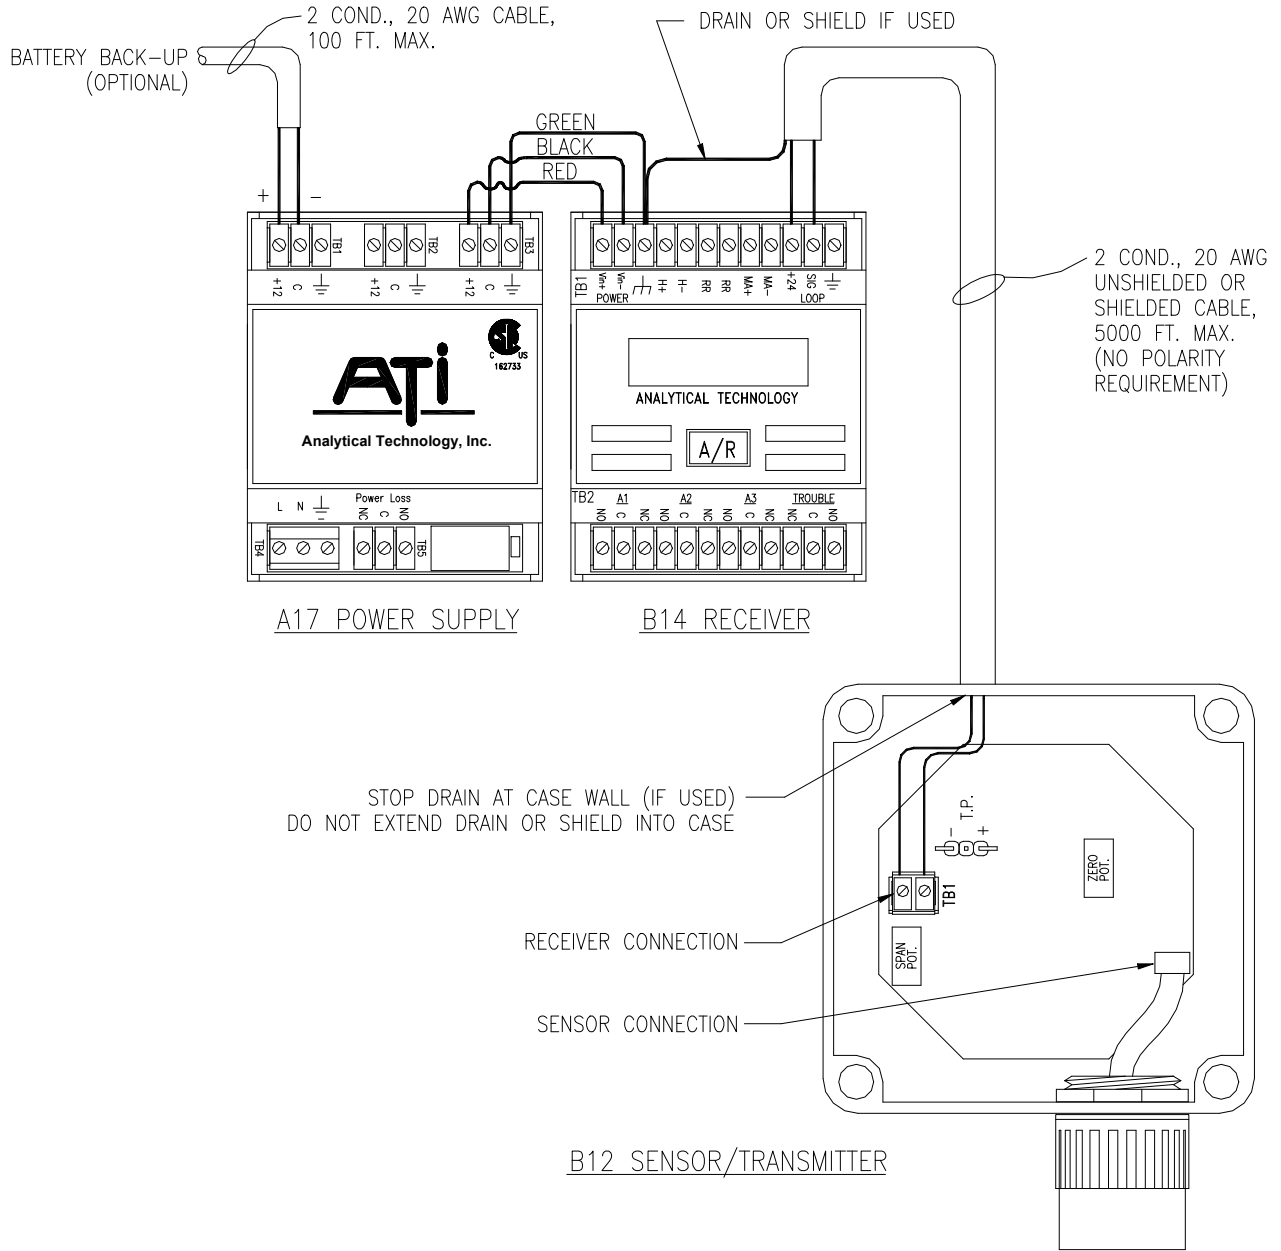 2 COND., 20 AWG CABLE,
100 FT. MAX.
BATTERY BACK-UP
(OPTIONAL)
DRAIN OR SHIELD IF USED
GREEN
BLACK
RED
+ -
TB1 TB2 TB3
+12 C +12 C +12 C
TB1
Vin+ Vin- H+ H- RR RR MA+ MA- +24 SIG
POWER LOOP
2 COND., 20 AWG
UNSHIELDED OR
SHIELDED CABLE,
5000 FT. MAX.
(NO POLARITY
REQUIREMENT)
C US
162733
ATi
Analytical Technology, Inc.
ANALYTICAL TECHNOLOGY
A/R
L N
Power Loss
NC C NO
TB4 TB5
TB2 A1 A2 A3 TROUBLE
NO C NC NO C NC NO C NC NC C NO
A17 POWER SUPPLY
B14 RECEIVER
STOP DRAIN AT CASE WALL (IF USED)
DO NOT EXTEND DRAIN OR SHIELD INTO CASE
- T.P. +
ZERO
POT.
TB1
RECEIVER CONNECTION
SPAN
POT.
SENSOR CONNECTION
B12 SENSOR/TRANSMITTER